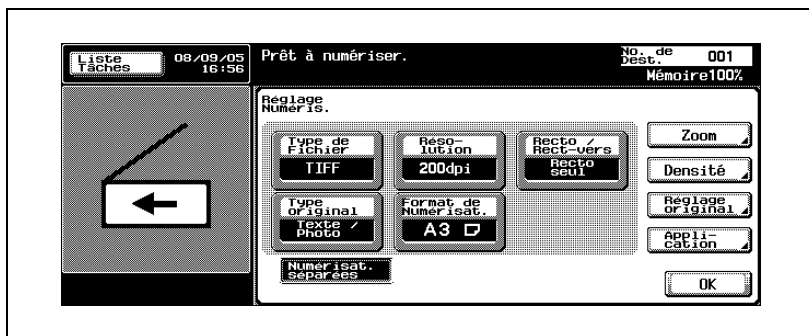 Liste
Tâches
08/09/05
16:56
Prêt à numériser.
No. de
Dest.
001
Mémoire100%
Réglage
Numéris.
Type de
Fichier
TIFF
Réso-
lution
200dpi
Recto /
Rect-vers
Recto
seul
Type
original
Texte /
Photo
Format de
Numérisat.
A3
Numérisat.
séparées
Zoom
Densité
Réglage
original
Appli-
cation
OK